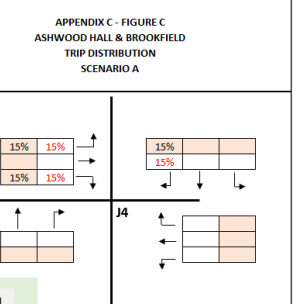 APPENDIX C - FIGURE C
ASHWOOD HALL & BROOKFIELD
TRIP DISTRIBUTION
SCENARIO A
15% 15%
15%
15%
15% 15%
J4